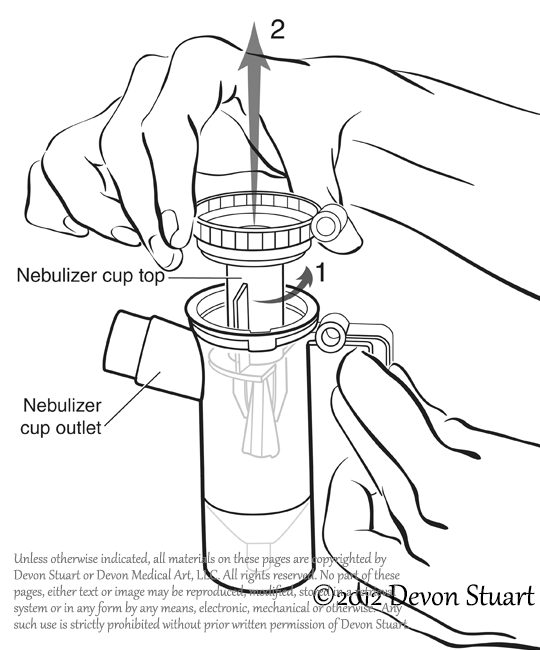 2
Nebulizer cup top
1
Nebulizer
cup outlet
Unless otherwise indicated, all materials on these pages are copyrighted by
Devon Stuart or Devon Medical Art, LLC. All rights reserved. No part of these
pages, either text or image may be reproduced, modified, stored in a retrieval
system or in any form by any means, electronic, mechanical or otherwise. Any
such use is strictly prohibited without prior written permission of Devon Stuart.
©2012 Devon Stuart